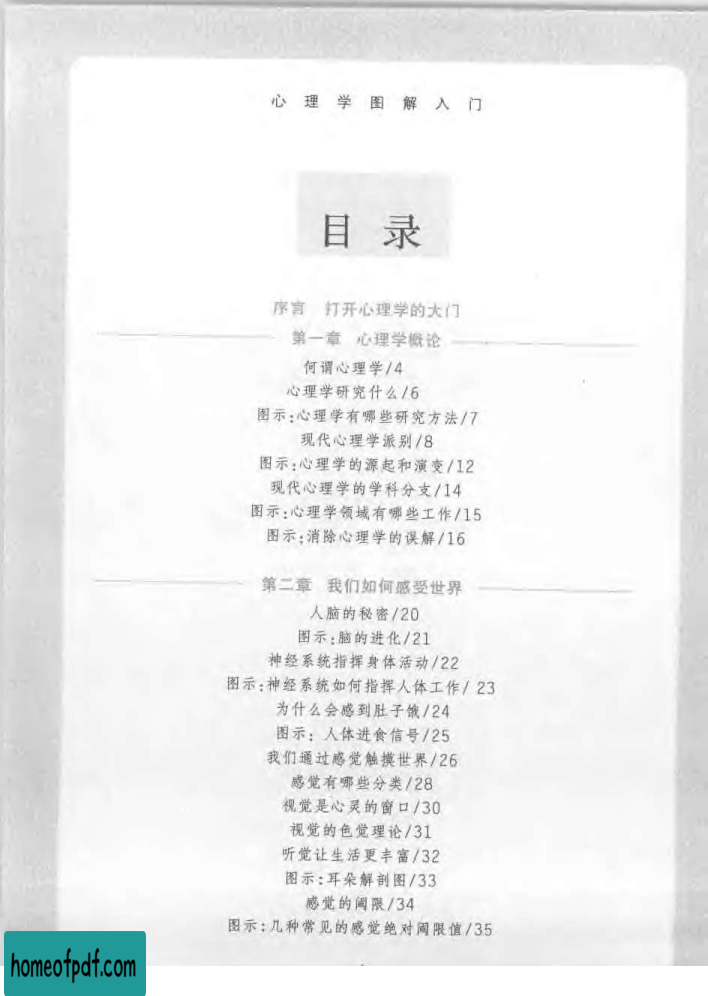 心理学图解入门
目录
序言 打开心理学的大门
第一章 心理学概论
何谓心理学/4
心理学研究什么/6
图示:心理学有哪些研究方法/7
现代心理学派别/8
图示:心理学的源起和演变/12
现代心理学的学科分支/14
图示:心理学领域有哪些工作/15
图示:消除心理学的误解/16
第二章 我们如何感受世界
人脑的秘密/20
图示:脑的进化/21
神经系统指挥身体活动/22
图示:神经系统如何指挥人体工作/ 23
为什么会感到肚子饿/24
图示: 人体进食信号/25
我们通过感觉触摸世界/26
感觉有哪些分类/28
视觉是心灵的窗口/30
视觉的色觉理论/31
听觉让生活更丰富/32
图示:耳朵解剖图/33
感觉的阈限/34
图示:几种常见的感觉绝对阈限值/35
homeofpdf.com